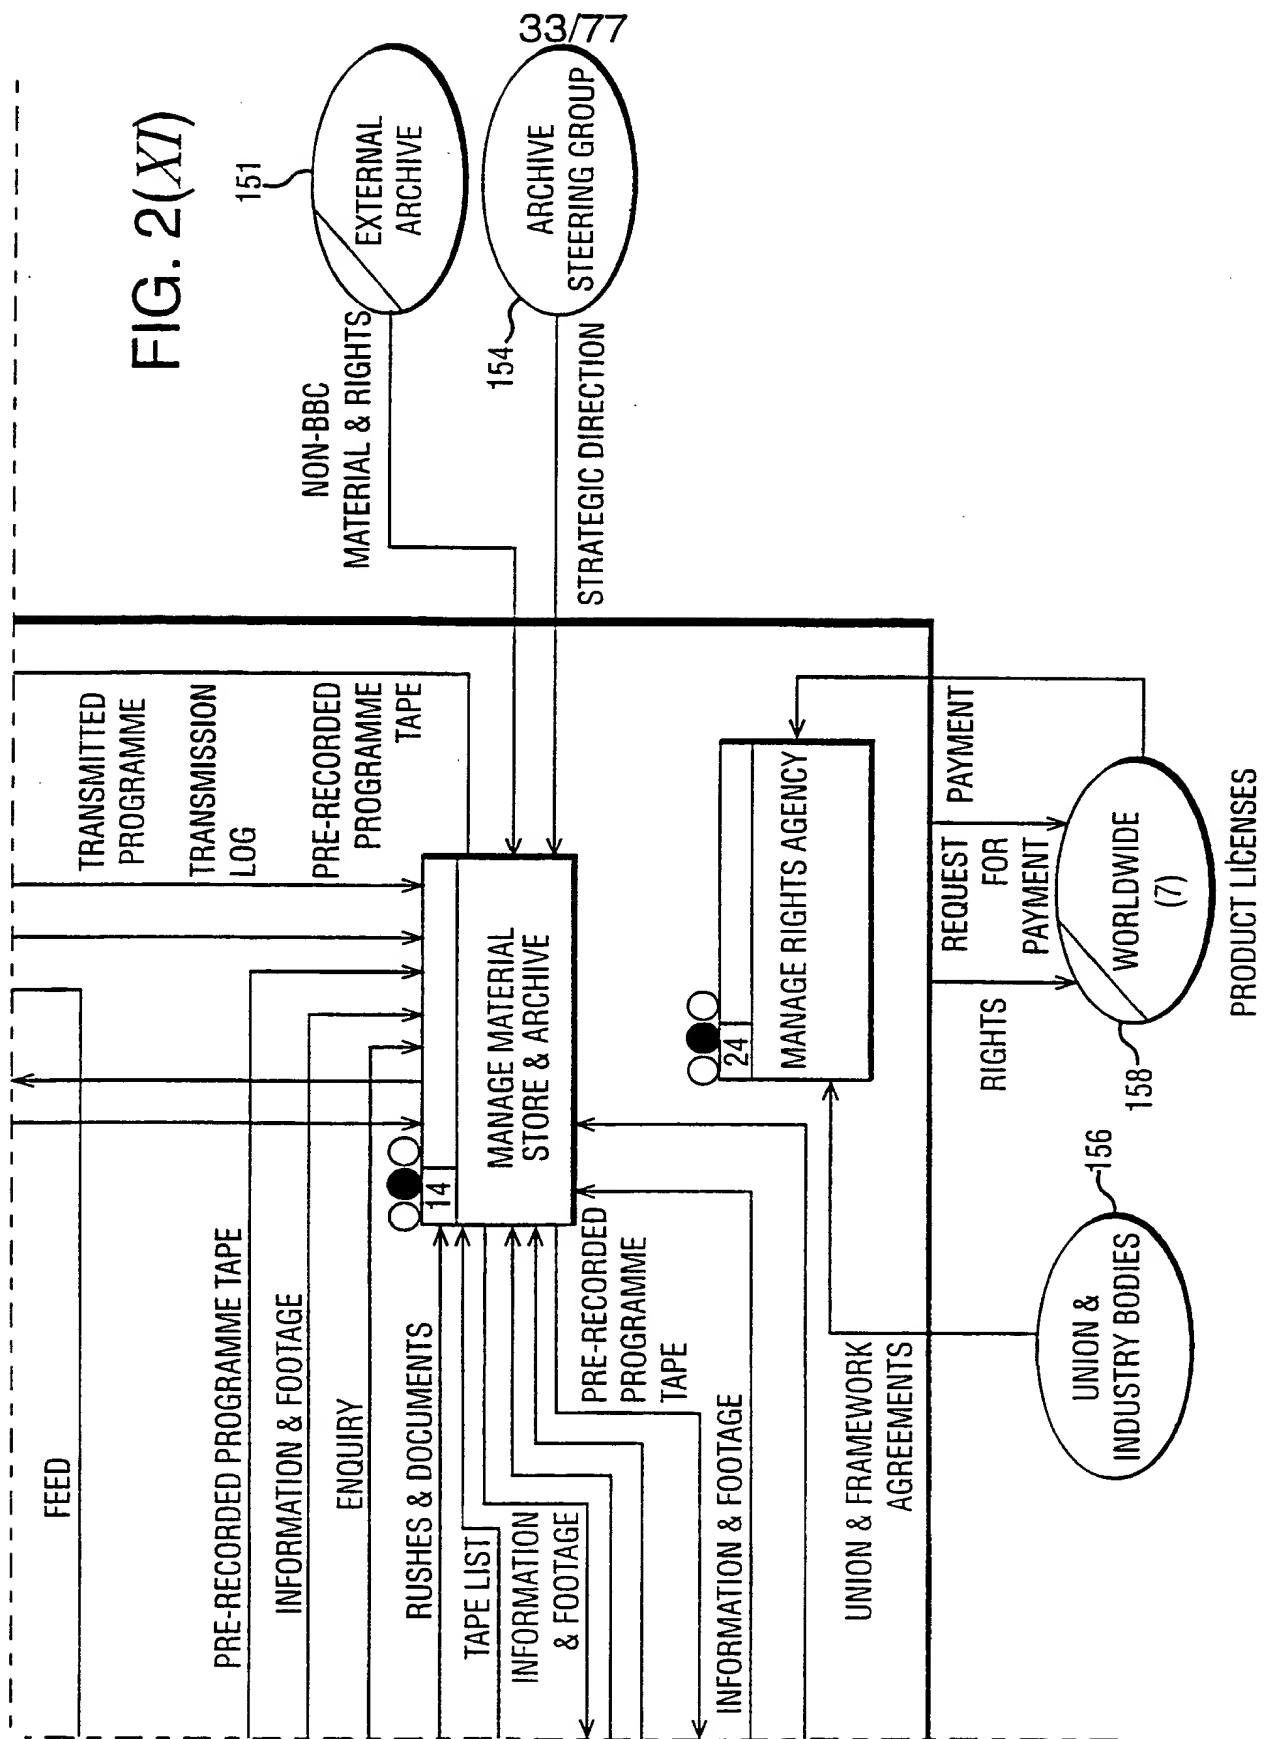 33/77
FIG. 2(XI)
151
EXTERNAL
ARCHIVE
ARCHIVE
STEERING GROUP
154
NON-BBC
MATERIAL & RIGHTS
STRATEGIC DIRECTION
TRANSMITTED
PROGRAMME
TRANSMISSION
LOG
PRE-RECORDED
PROGRAMME
TAPE
FEED
PRE-RECORDED PROGRAMME TAPE
INFORMATION & FOOTAGE
ENQUIRY
RUSHES & DOCUMENTS
TAPE LIST
INFORMATION
& FOOTAGE
14
MANAGE MATERIAL
STORE & ARCHIVE
PRE-RECORDED
PROGRAMME
TAPE
INFORMATION & FOOTAGE
24
MANAGE RIGHTS AGENCY
UNION & FRAMEWORK
AGREEMENTS
PAYMENT
REQUEST
FOR
PAYMENT
RIGHTS
WORLDWIDE
(7)
158
PRODUCT LICENSES
156
UNION &
INDUSTRY BODIES